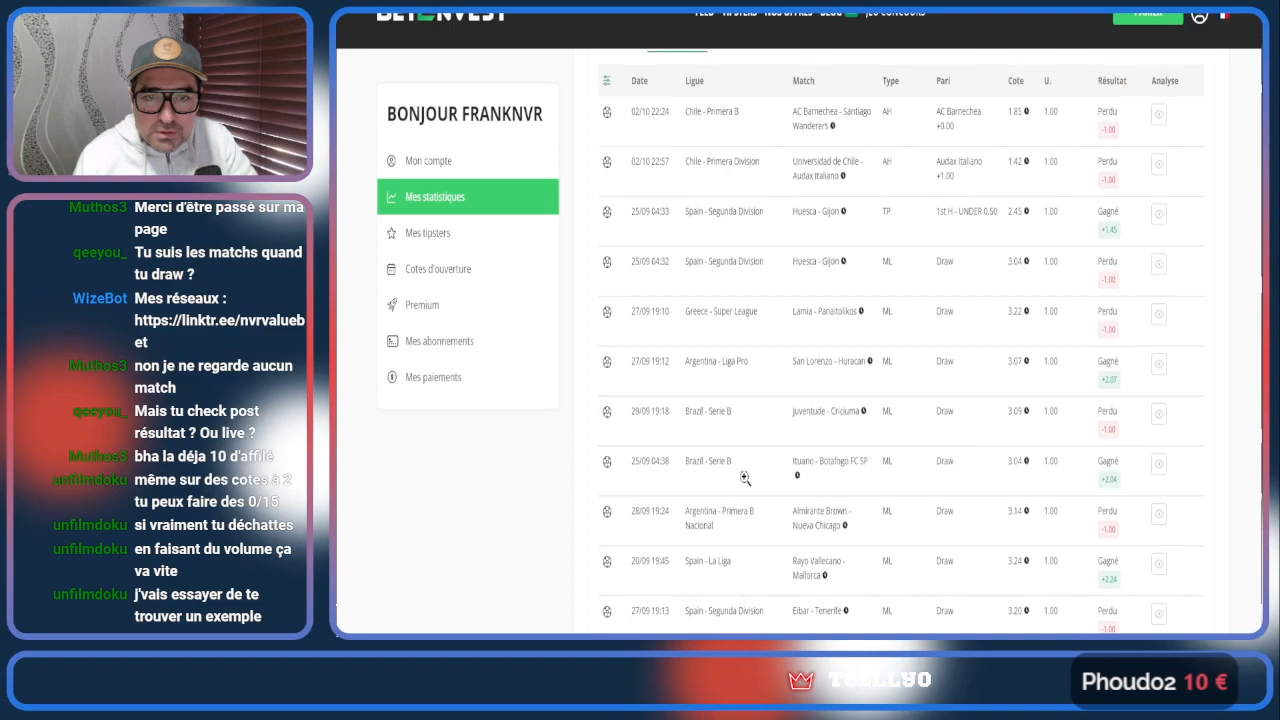 BET2INVEST
FEED TIPSTERS NOS OFFRES BLOG JEU CONCOURS
BONJOUR FRANKNVR
Mon compte
Mes statistiques
Mes tipsters
Cotes d'ouverture
Premium
Mes abonnements
Mes paiements
Date Ligue Match Type Pari Cote U. Résultat Analyse
02/10 22:24 Chile - Primera B AC Barnechea - Santiago AH AC Barnechea 1.85 1.00 Perdu
Wanderers +0.00 -1.00
02/10 22:57 Chile - Primera Division Universidad de Chile - AH Audax Italiano 1.42 1.00 Perdu
Audax Italiano +1.00 -1.00
25/09 04:33 Spain - Segunda Division Huesca - Gijon TP 1st H - UNDER 0.50 2.45 1.00 Gagné
+1.45
25/09 04:32 Spain - Segunda Division Huesca - Gijon ML Draw 3.04 1.00 Perdu
-1.00
27/09 19:10 Greece - Super League Lamia - Panaitolikos ML Draw 3.22 1.00 Perdu
-1.00
27/09 19:12 Argentina - Liga Pro San Lorenzo - Huracan ML Draw 3.07 1.00 Gagné
+2.07
29/09 19:18 Brazil - Serie B Juventude - Criciuma ML Draw 3.09 1.00 Perdu
-1.00
25/09 04:38 Brazil - Serie B Ituano - Botafogo FC SP ML Draw 3.04 1.00 Gagné
+2.04
28/09 19:24 Argentina - Primera B Almirante Brown - ML Draw 3.14 1.00 Perdu
Nacional Nueva Chicago -1.00
20/09 19:45 Spain - La Liga Rayo Vallecano - ML Draw 3.24 1.00 Gagné
Mallorca +2.24
27/09 19:13 Spain - Segunda Division Eibar - Tenerife ML Draw 3.20 1.00 Perdu
-1.00
Muthos3 Merci d'être passé sur ma
page
qeeyou_ Tu suis les matchs quand
tu draw ?
WizeBot Mes réseaux :
https://linktr.ee/nvrvalueb
et
Muthos3 non je ne regarde aucun
match
qeeyou_ Mais tu check post
résultat ? Ou live ?
Muthos3 bha la déja 10 d'affilé
unfilmdoku même sur des cotes à 2
tu peux faire des 0/15
unfilmdoku si vraiment tu déchattes
unfilmdoku en faisant du volume ça
va vite
unfilmdoku j'vais essayer de te
trouver un exemple
Phoudo2 10 €